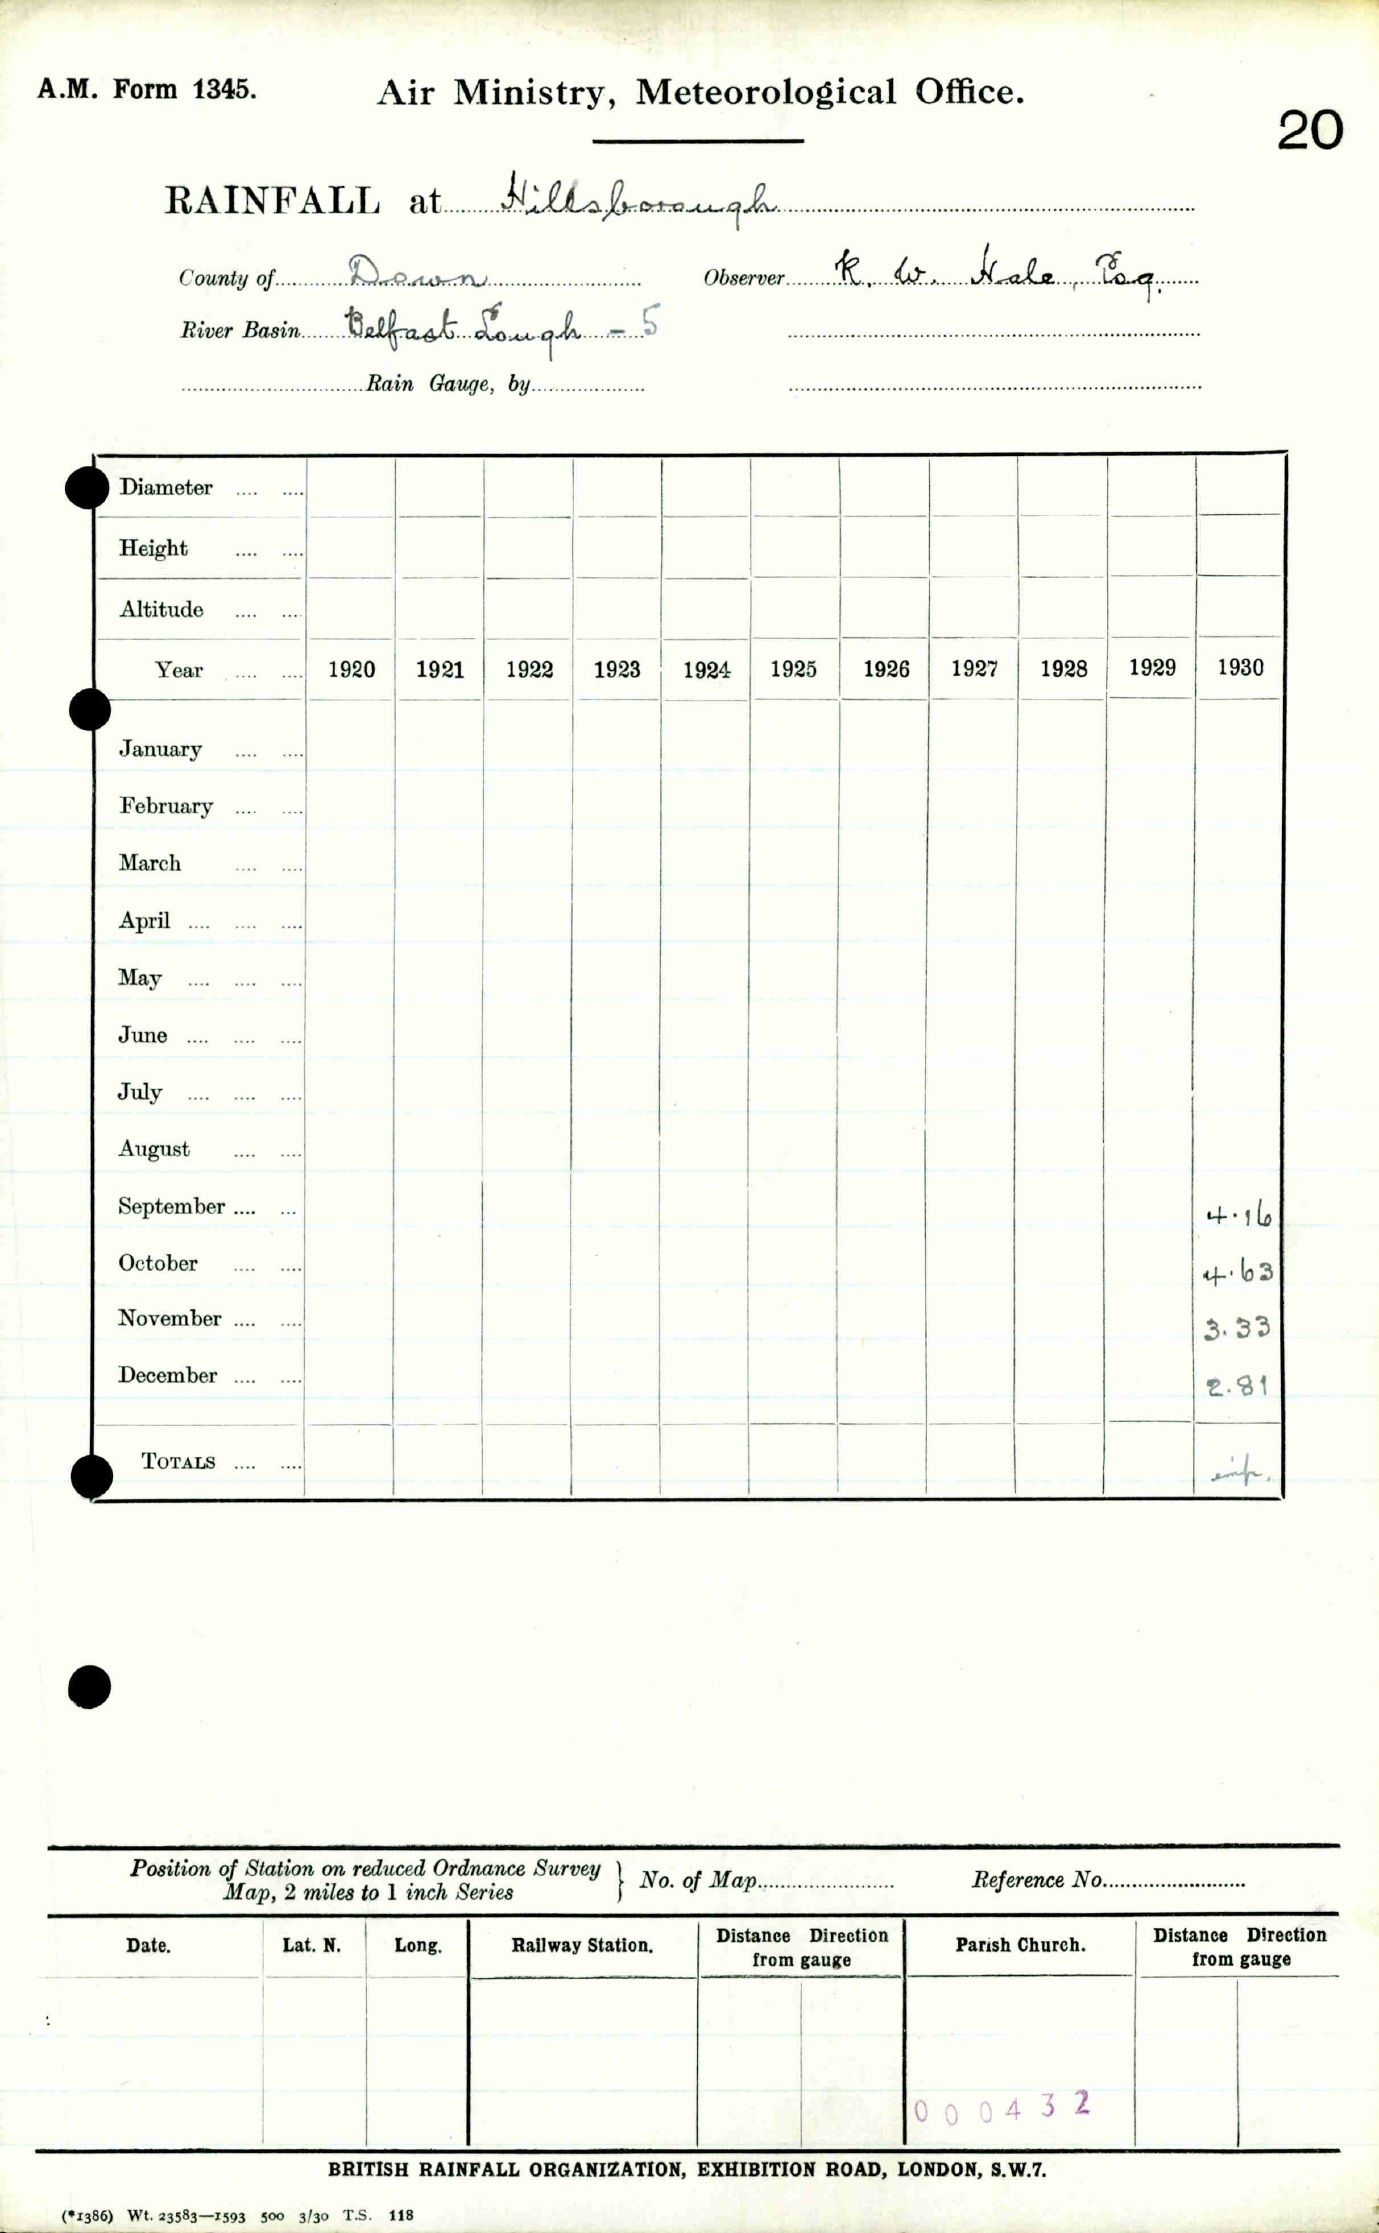 A.M. Form 1345.
Air Ministry, Meteorological Office.
20
RAINFALL at Hillsborough
County of Down Observer R. W. Hale, Esq.
River Basin Belfast Lough - 5
Rain Gauge, by
Diameter
Height
Altitude
Year 1920 1921 1922 1923 1924 1925 1926 1927 1928 1929 1930
January
February
March
April
May
June
July
August
September 4.16
October 4.63
November 3.33
December 2.81
TOTALS inc.
Position of Station on reduced Ordnance Survey
Map, 2 miles to 1 inch Series } No. of Map Reference No.
Date. Lat. N. Long. Railway Station. Distance Direction from gauge Parish Church. Distance Direction from gauge
000432
BRITISH RAINFALL ORGANIZATION, EXHIBITION ROAD, LONDON, S.W.7.
(*1386) Wt. 23583—1593 500 3/30 T.S. 118